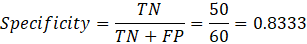 Specificity = TN / (TN + FP) = 50 / 60 = 0.8333